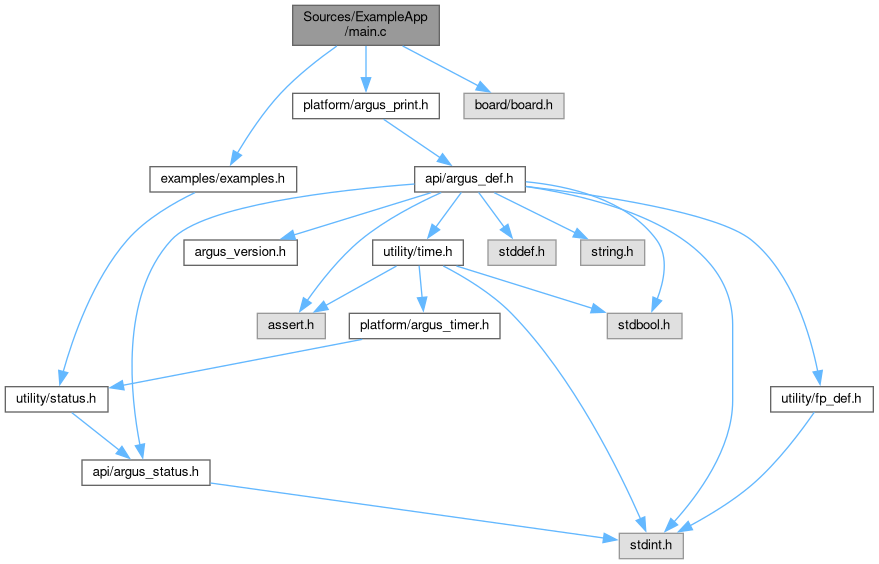 Sources/ExampleApp
/main.c
platform/argus_print.h
board/board.h
examples/examples.h
api/argus_def.h
argus_version.h
utility/time.h
stddef.h
string.h
assert.h
platform/argus_timer.h
stdbool.h
utility/status.h
utility/fp_def.h
api/argus_status.h
stdint.h